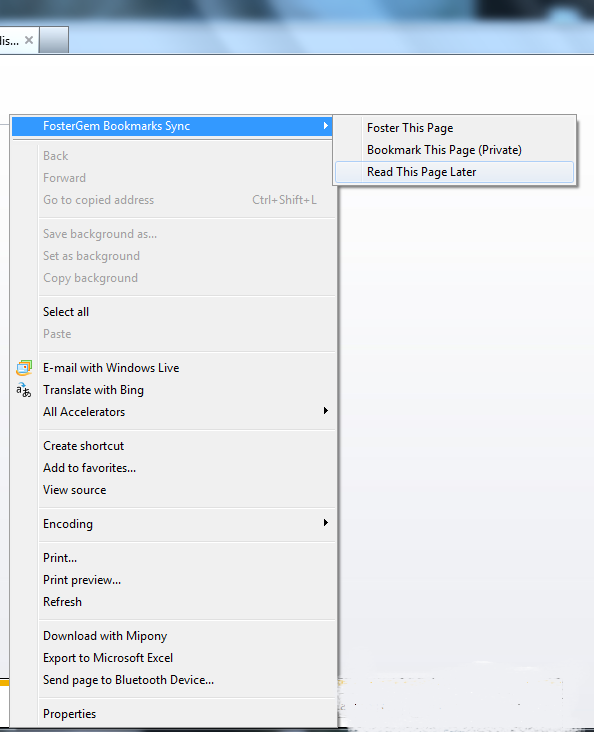 is...
FosterGem Bookmarks Sync
Foster This Page
Bookmark This Page (Private)
Read This Page Later
Back
Forward
Go to copied address Ctrl+Shift+L
Save background as...
Set as background
Copy background
Select all
Paste
E-mail with Windows Live
Translate with Bing
All Accelerators
Create shortcut
Add to favorites...
View source
Encoding
Print...
Print preview...
Refresh
Download with Mipony
Export to Microsoft Excel
Send page to Bluetooth Device...
Properties